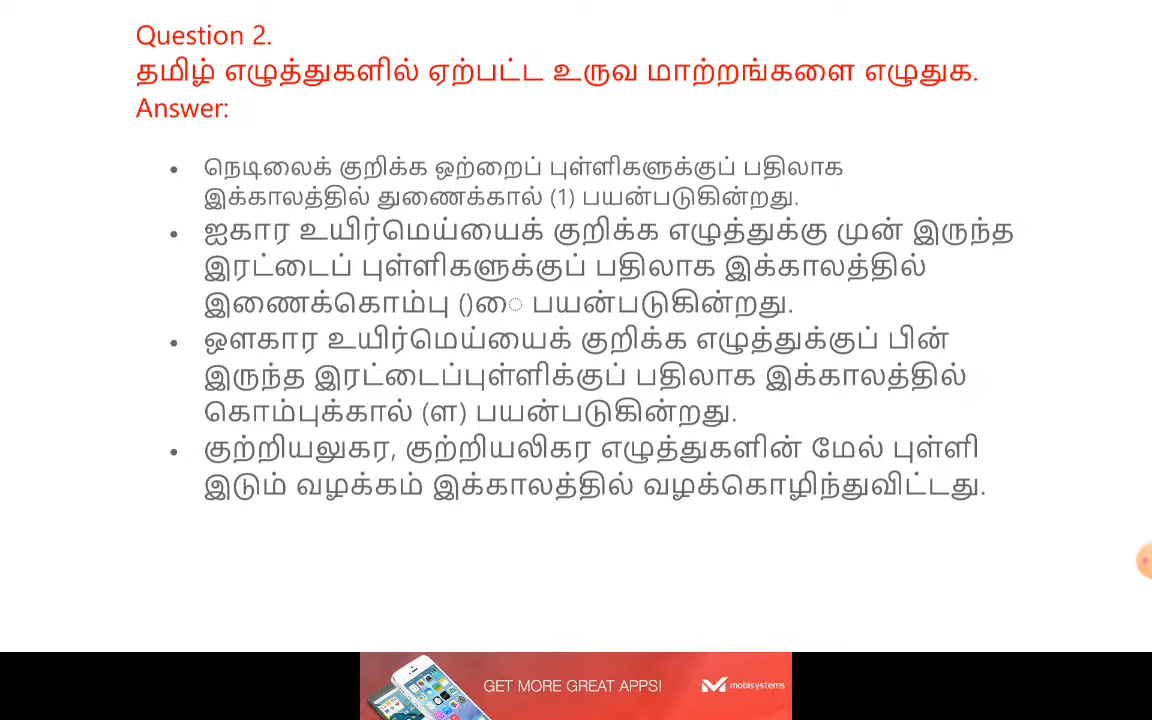 Question 2.
தமிழ் எழுத்துகளில் ஏற்பட்ட உருவ மாற்றங்களை எழுதுக.
Answer:
• நெடிலைக் குறிக்க ஒற்றைப் புள்ளிகளுக்குப் பதிலாக
இக்காலத்தில் துணைக்கால் (1) பயன்படுகின்றது.
• ஐகார உயிர்மெய்யைக் குறிக்க எழுத்துக்கு முன் இருந்த
இரட்டைப் புள்ளிகளுக்குப் பதிலாக இக்காலத்தில்
இணைக்கொம்பு ()ை பயன்படுகின்றது.
• ஔகார உயிர்மெய்யைக் குறிக்க எழுத்துக்குப் பின்
இருந்த இரட்டைப்புள்ளிக்குப் பதிலாக இக்காலத்தில்
கொம்புக்கால் (ள) பயன்படுகின்றது.
• குற்றியலுகர, குற்றியலிகர எழுத்துகளின் மேல் புள்ளி
இடும் வழக்கம் இக்காலத்தில் வழக்கொழிந்துவிட்டது.
GET MORE GREAT APPS! mobisystems